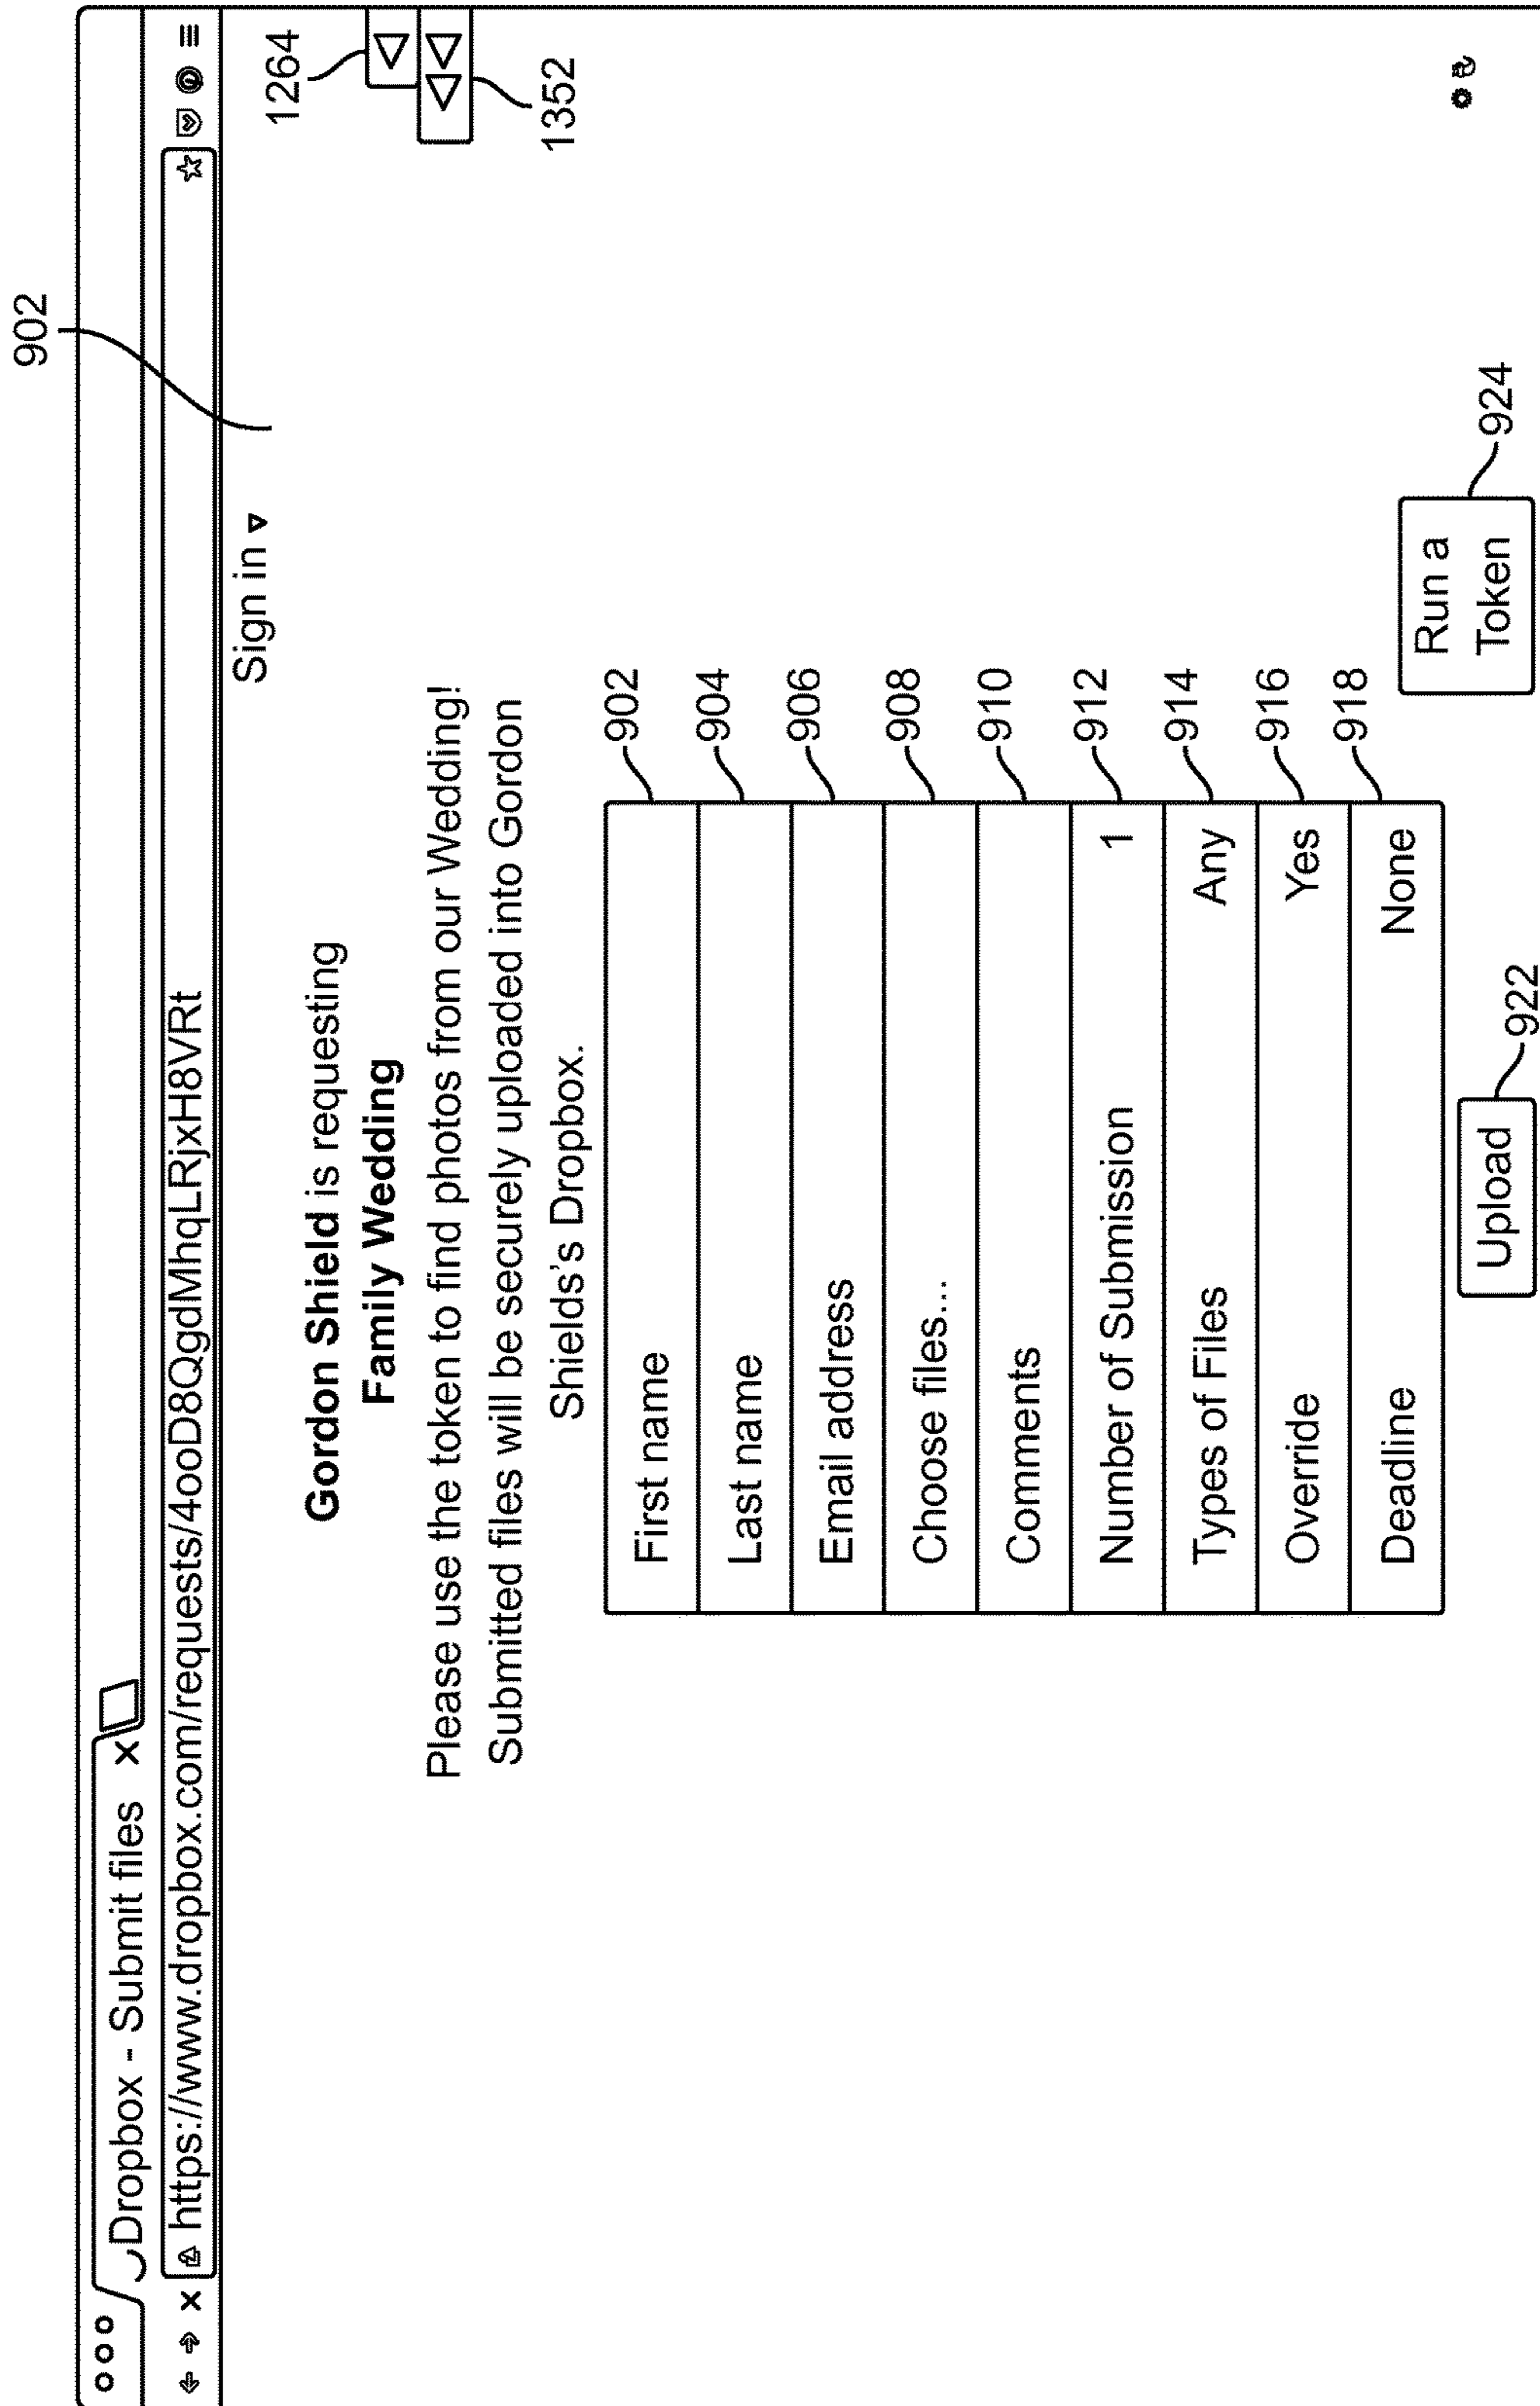 902
Dropbox - Submit files x
https://www.dropbox.com/requests/4ooD8QgdMhqLRjxH8VRt
Sign in
1264
1352
Gordon Shield is requesting
Family Wedding
Please use the token to find photos from our Wedding!
Submitted files will be securely uploaded into Gordon
Shields's Dropbox.
First name 902
Last name 904
Email address 906
Choose files... 908
Comments 910
Number of Submission 1 912
Types of Files Any 914
Override Yes 916
Deadline None 918
Upload 922
Run a
Token 924